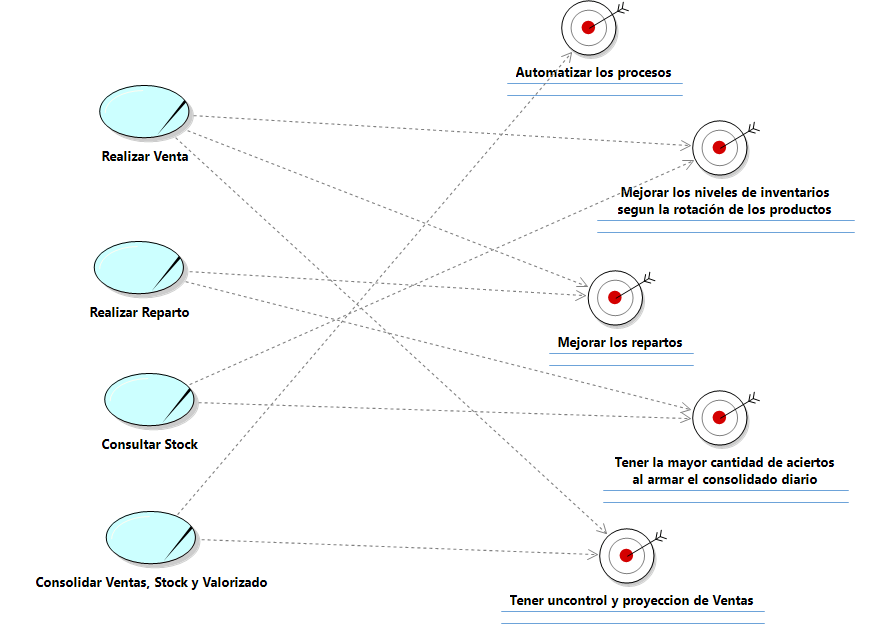 Automatizar los procesos
Realizar Venta
Mejorar los niveles de inventarios
segun la rotación de los productos
Realizar Reparto
Mejorar los repartos
Consultar Stock
Tener la mayor cantidad de aciertos
al armar el consolidado diario
Consolidar Ventas, Stock y Valorizado
Tener uncontrol y proyeccion de Ventas